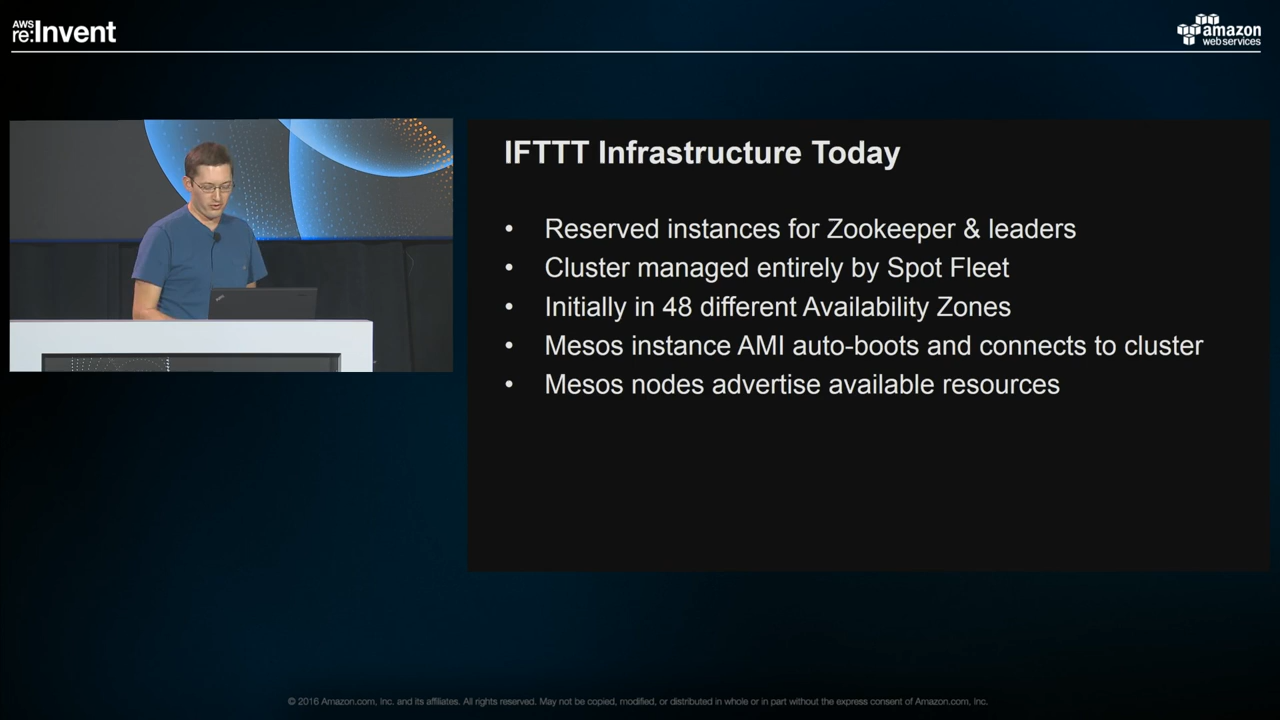 AWS
re:Invent
amazon
web services
IFTTT Infrastructure Today
• Reserved instances for Zookeeper & leaders
• Cluster managed entirely by Spot Fleet
• Initially in 48 different Availability Zones
• Mesos instance AMI auto-boots and connects to cluster
• Mesos nodes advertise available resources
© 2016 Amazon.com, Inc. and its affiliates. All rights reserved. May not be copied, modified, or distributed in whole or in part without the express consent of Amazon.com, Inc.